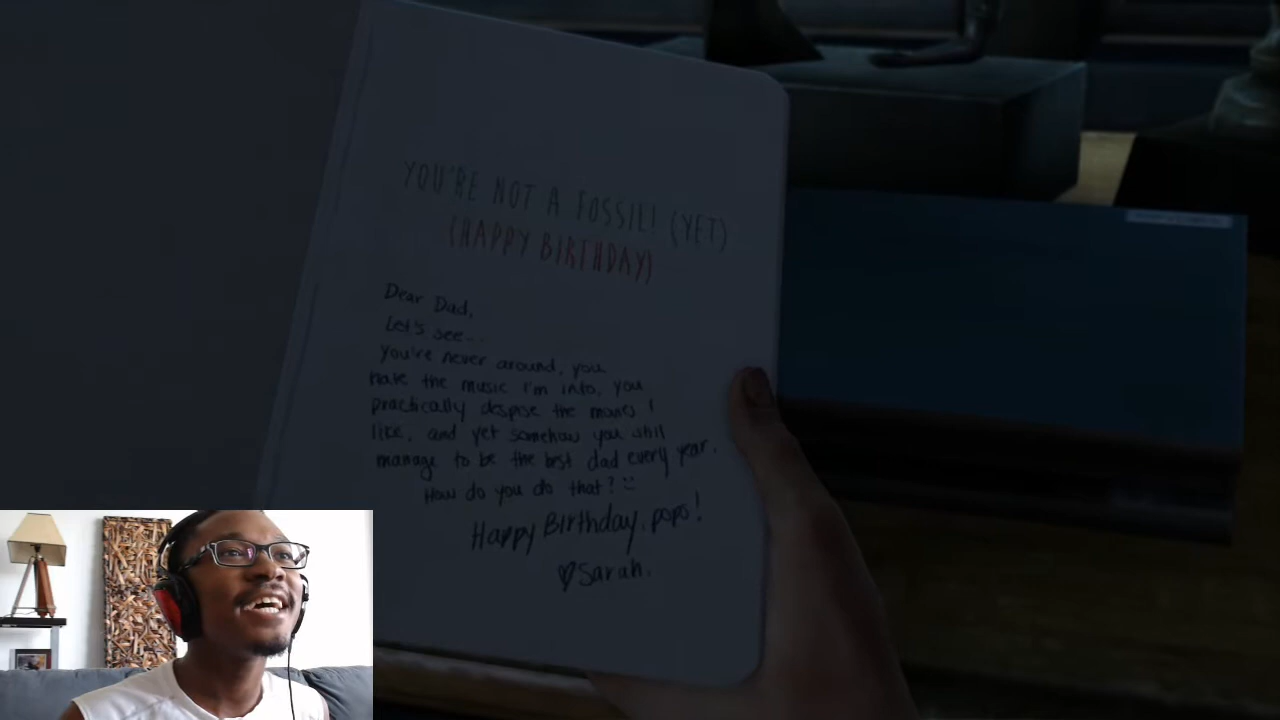 YOU'RE NOT A FOSSIL! (YET)
(HAPPY BIRTHDAY)
Dear Dad,
Let's see...
You're never around, you
hate the music I'm into, you
practically despise the movies I
like, and yet somehow you still
manage to be the best dad every year.
How do you do that? :)
Happy Birthday, papa!
♡ Sarah.